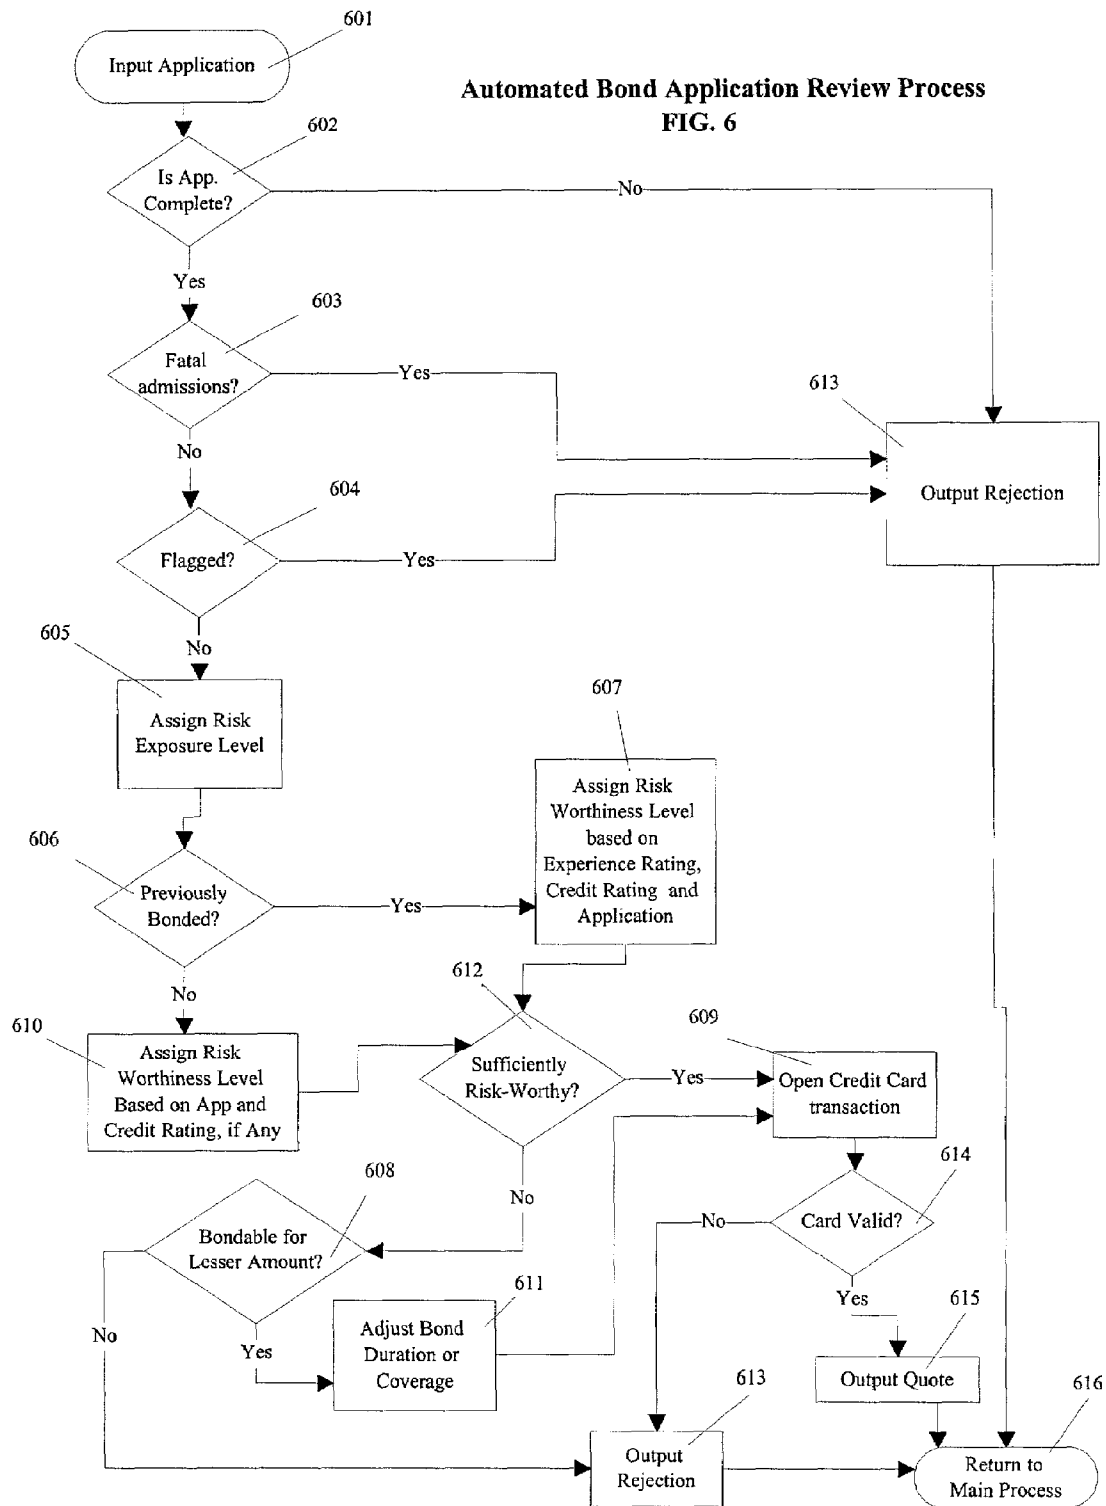 601
Input Application
Automated Bond Application Review Process
FIG. 6
602
Is App.
Complete?
No
Yes
603
Fatal
admissions?
Yes
613
No
Output Rejection
604
Flagged?
Yes
No
605
Assign Risk
Exposure Level
607
Assign Risk
Worthiness Level
based on
Experience Rating,
Credit Rating and
Application
606
Previously
Bonded?
Yes
No
612
610
Assign Risk
Worthiness Level
Based on App and
Credit Rating, if Any
Sufficiently
Risk-Worthy?
Yes
609
Open Credit Card
transaction
No
608
Bondable for
Lesser Amount?
614
Card Valid?
No
Yes
611
No
Yes
Adjust Bond
Duration or
Coverage
615
Output Quote
613
Output
Rejection
616
Return to
Main Process